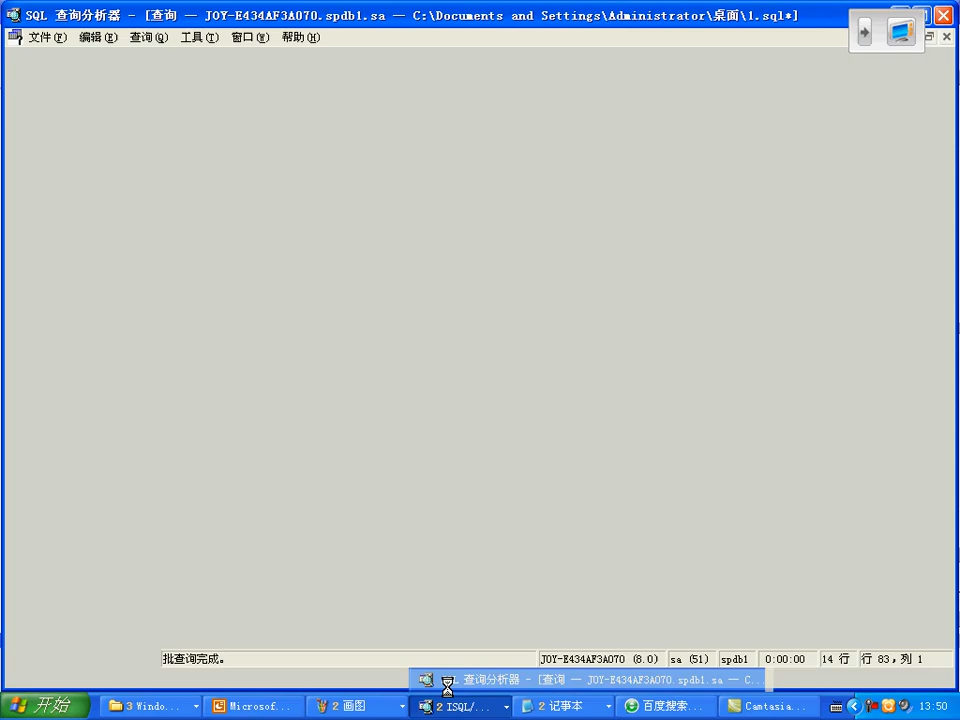 SQL 查询分析器 - [查询 — JOY-E434AF3A070.spdb1.sa — C:\Documents and Settings\Administrator\桌面\1.sql*]
文件(F) 编辑(E) 查询(Q) 工具(T) 窗口(W) 帮助(H)
批查询完成。 JOY-E434AF3A070 (8.0) sa (51) spdb1 0:00:00 14 行 行 83，列 1
查询分析器 - [查询 — JOY-E434AF3A070.spdb1.sa — C...
开始 3 Windo... Microsof... 2 画图 2 ISQL/... 2 记事本 百度搜索... Camtasia... 13:50